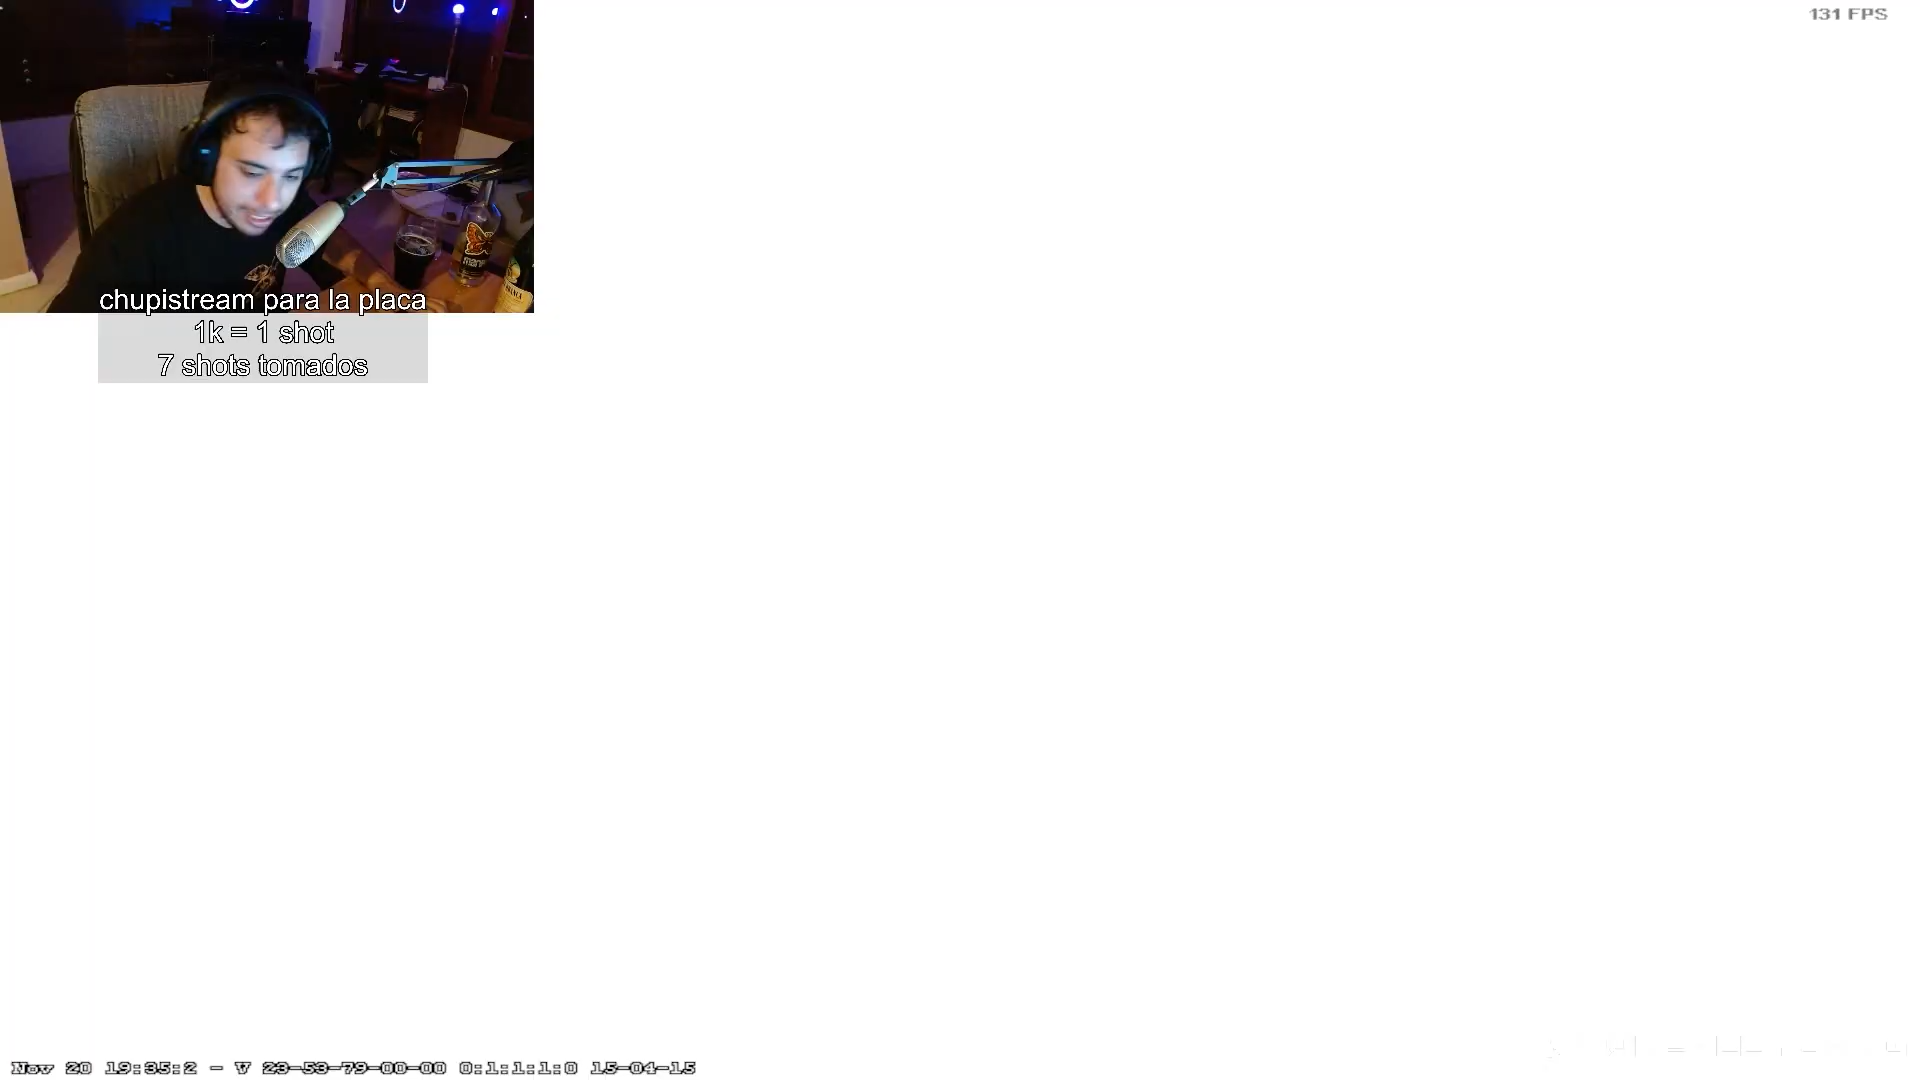 131 FPS
chupistream para la placa
1k = 1 shot
7 shots tomados
Nov 20 19:35:2 - V 23-53-79-00-00 0:1:1:1:0 15-04-15